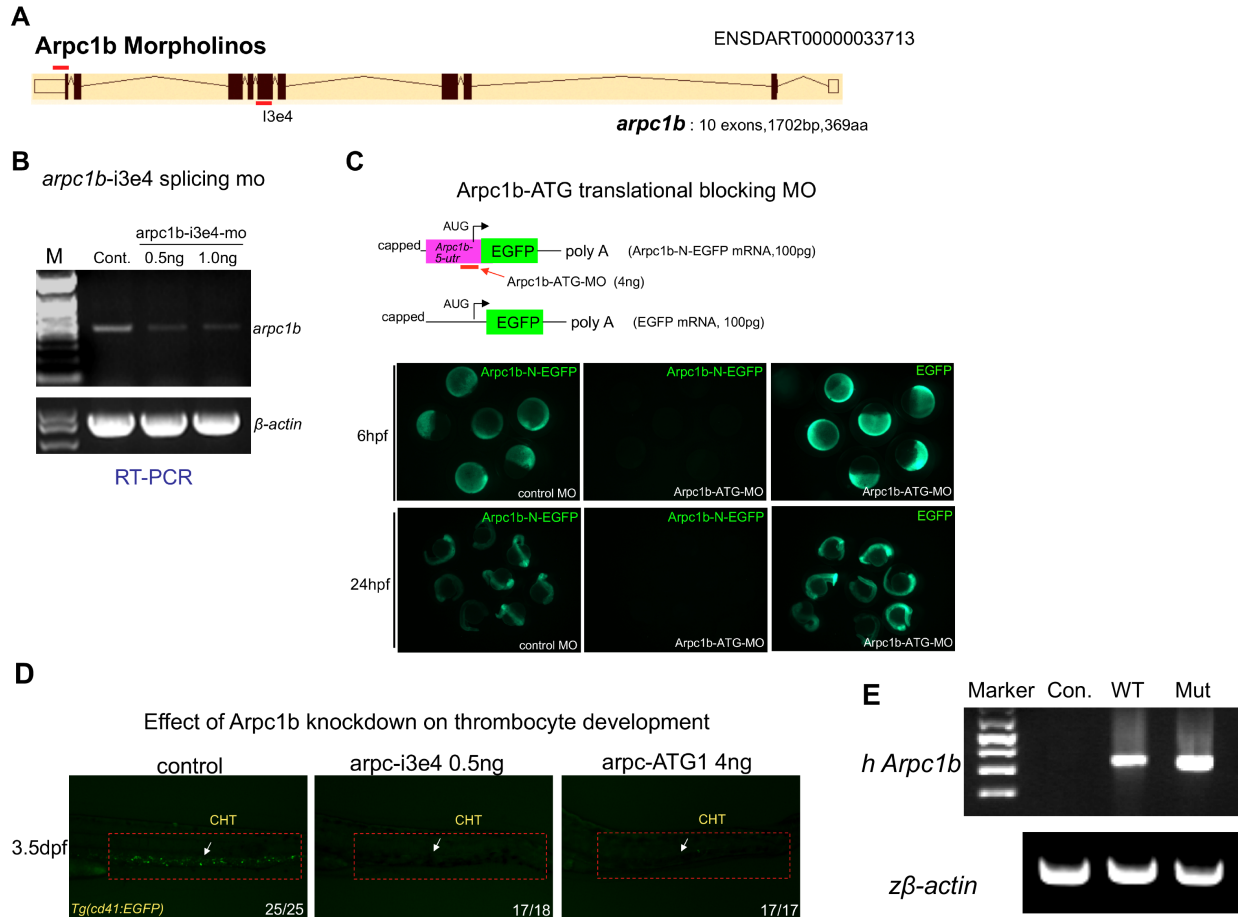 A
Arpc1b Morpholinos
ENSDART00000033713
I3e4
arpc1b : 10 exons,1702bp,369aa
B
arpc1b-i3e4 splicing mo
arpc1b-i3e4-mo
M Cont. 0.5ng 1.0ng
arpc1b
β-actin
RT-PCR
C
Arpc1b-ATG translational blocking MO
AUG
capped Arpc1b-5-utr EGFP poly A (Arpc1b-N-EGFP mRNA,100pg)
Arpc1b-ATG-MO (4ng)
AUG
capped EGFP poly A (EGFP mRNA, 100pg)
Arpc1b-N-EGFP Arpc1b-N-EGFP EGFP
6hpf
control MO Arpc1b-ATG-MO Arpc1b-ATG-MO
Arpc1b-N-EGFP Arpc1b-N-EGFP EGFP
24hpf
control MO Arpc1b-ATG-MO Arpc1b-ATG-MO
D
Effect of Arpc1b knockdown on thrombocyte development
control arpc-i3e4 0.5ng arpc-ATG1 4ng
CHT CHT CHT
3.5dpf
Tg(cd41:EGFP) 25/25 17/18 17/17
E
Marker Con. WT Mut
h Arpc1b
zβ-actin